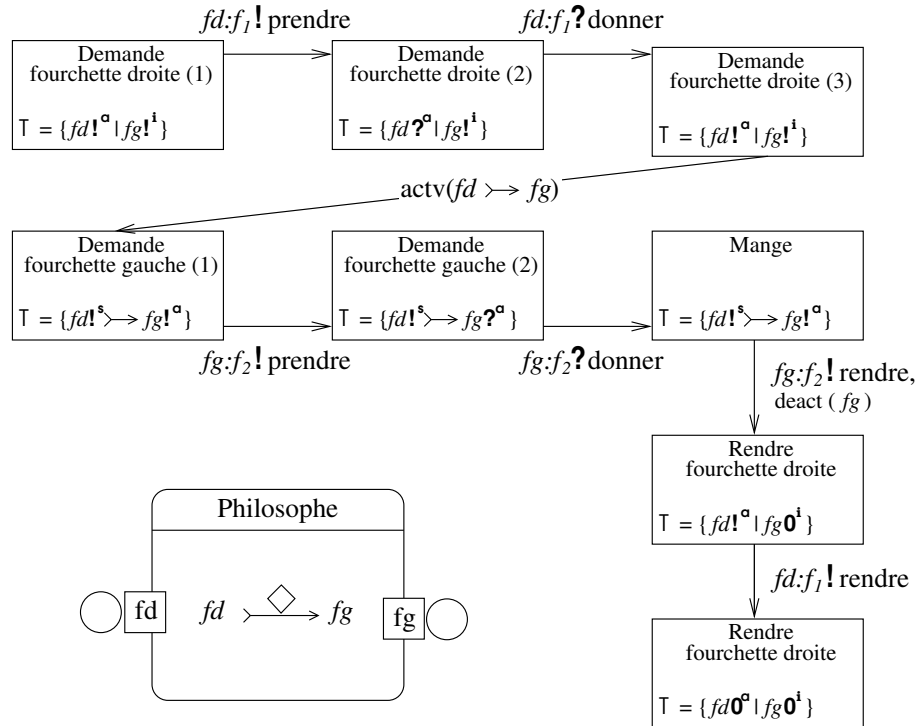 fd:f₁! prendre
fd:f₁? donner
Demande
fourchette droite (1)
T = {fd!ᵃ | fg!ⁱ}
Demande
fourchette droite (2)
T = {fd?ᵃ | fg!ⁱ}
Demande
fourchette droite (3)
T = {fd!ᵃ | fg!ⁱ}
actv(fd ≻→ fg)
Demande
fourchette gauche (1)
T = {fd!ˢ ≻→ fg!ᵃ}
Demande
fourchette gauche (2)
T = {fd!ˢ ≻→ fg?ᵃ}
Mange
T = {fd!ˢ ≻→ fg!ᵃ}
fg:f₂! prendre
fg:f₂? donner
fg:f₂! rendre,
deact (fg)
Rendre
fourchette droite
T = {fd!ᵃ | fg0ⁱ}
fd:f₁! rendre
Rendre
fourchette droite
T = {fd0ᵃ | fg0ⁱ}
Philosophe
fd
fd ≻→ fg
fg